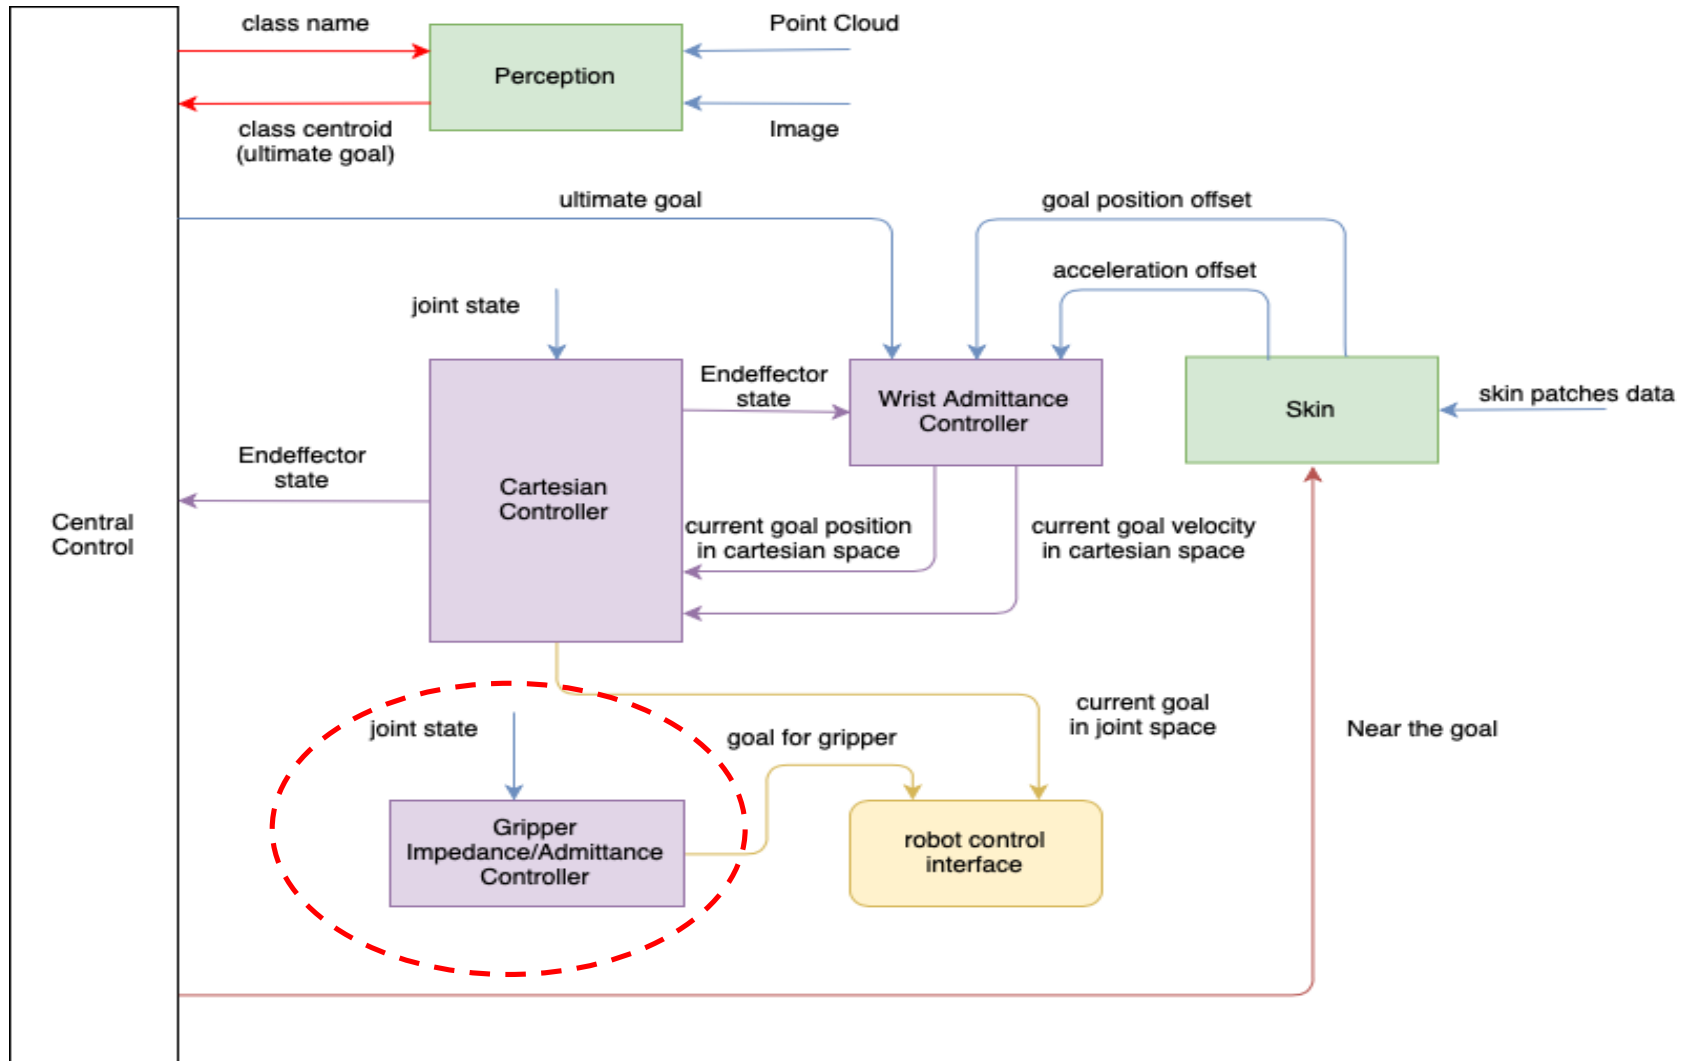 class name
Point Cloud
Perception
class centroid
(ultimate goal)
Image
ultimate goal
goal position offset
acceleration offset
joint state
Endeffector
state
Wrist Admittance
Controller
Skin
skin patches data
Endeffector
state
Cartesian
Controller
Central
Control
current goal position
in cartesian space
current goal velocity
in cartesian space
current goal
in joint space
joint state
goal for gripper
Near the goal
Gripper
Impedance/Admittance
Controller
robot control
interface